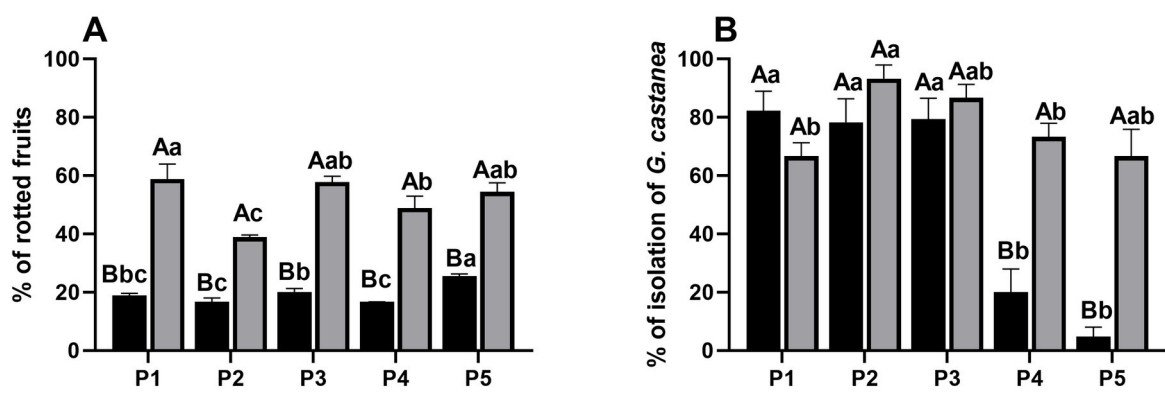 A
% of rotted fruits
100
80
60
40
20
0
Bbc
Aa
Bc
Ac
Bb
Aab
Bc
Ab
Ba
Aab
P1
P2
P3
P4
P5
B
% of isolation of G. castanea
100
80
60
40
20
0
Aa
Ab
Aa
Aa
Aa
Aab
Bb
Ab
Bb
Aab
P1
P2
P3
P4
P5